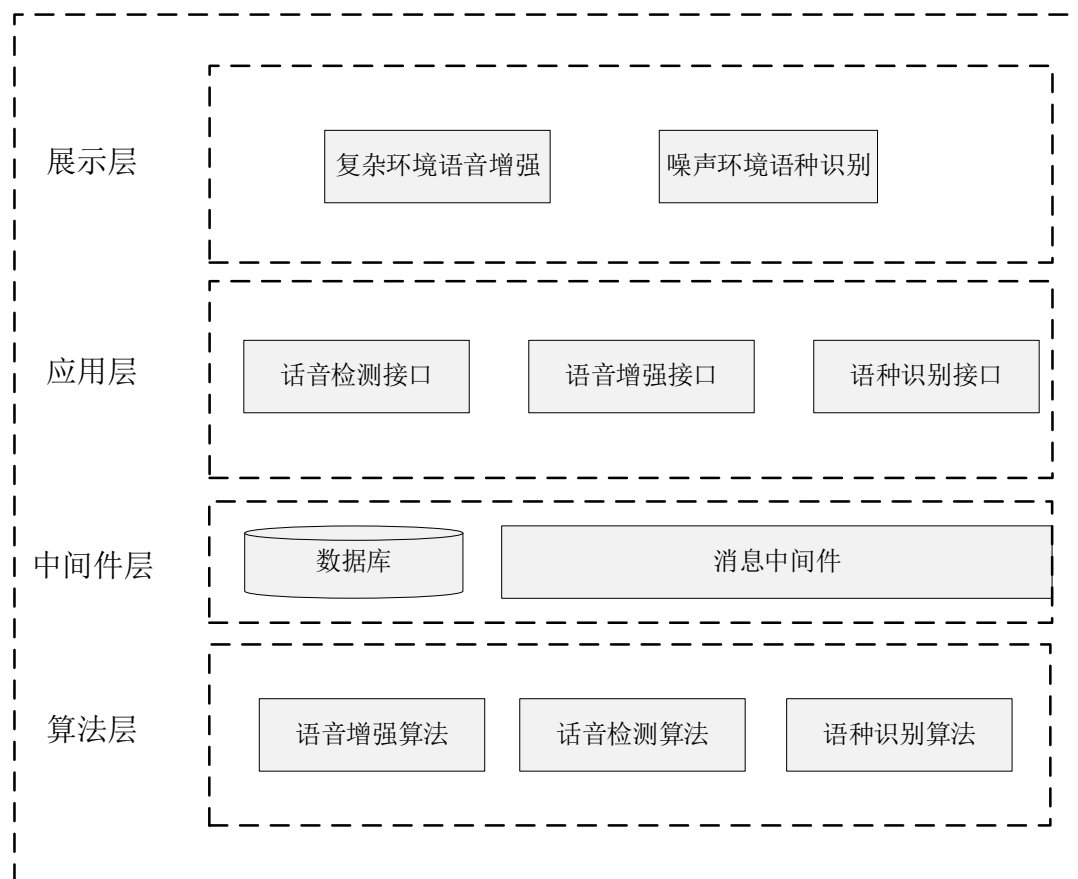 展示层
复杂环境语音增强
噪声环境语种识别
应用层
话音检测接口
语音增强接口
语种识别接口
中间件层
数据库
消息中间件
算法层
语音增强算法
话音检测算法
语种识别算法